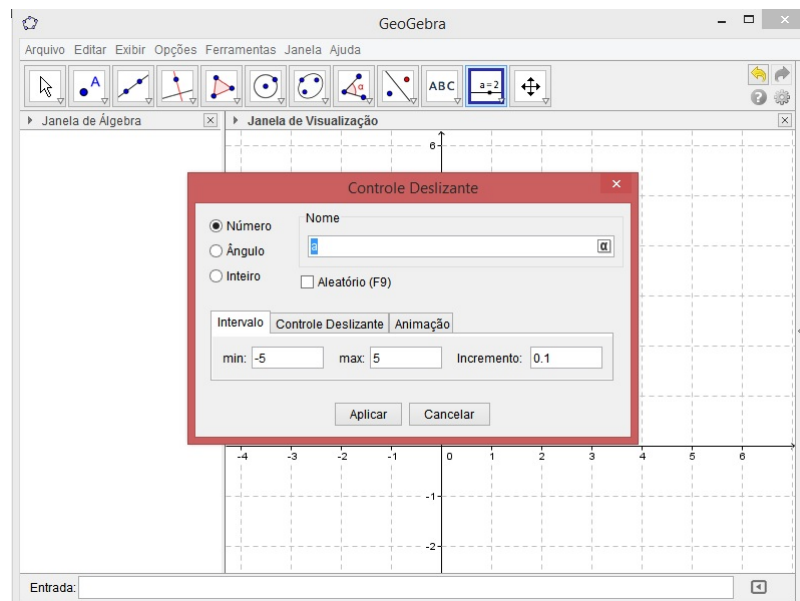 GeoGebra
Arquivo Editar Exibir Opções Ferramentas Janela Ajuda
A α ABC a=2
Janela de Álgebra
Janela de Visualização
6
Controle Deslizante
Número
Ângulo
Inteiro
Nome
a α
Aleatório (F9)
Intervalo Controle Deslizante Animação
min: -5 max: 5 Incremento: 0.1
Aplicar Cancelar
-4 -3 -2 -1 0 1 2 3 4 5 6
-1
-2
Entrada: